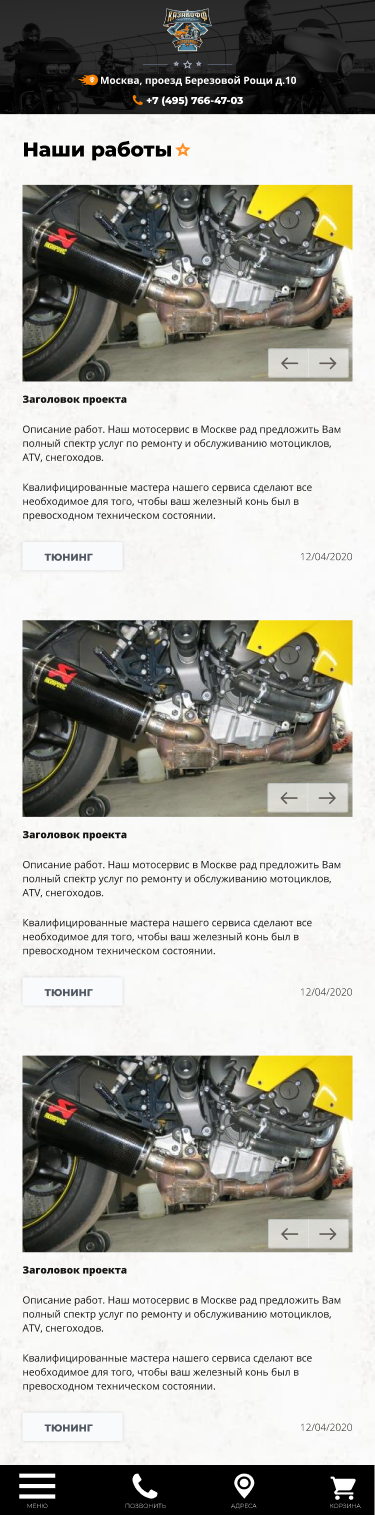 КАЗАКОФФ
Москва, проезд Березовой Рощи д.10
+7 (495) 766-47-03
Наши работы
AKRAPOVIC
Заголовок проекта
Описание работ. Наш мотосервис в Москве рад предложить Вам
полный спектр услуг по ремонту и обслуживанию мотоциклов,
ATV, снегоходов.
Квалифицированные мастера нашего сервиса сделают все
необходимое для того, чтобы ваш железный конь был в
превосходном техническом состоянии.
ТЮНИНГ
12/04/2020
AKRAPOVIC
Заголовок проекта
Описание работ. Наш мотосервис в Москве рад предложить Вам
полный спектр услуг по ремонту и обслуживанию мотоциклов,
ATV, снегоходов.
Квалифицированные мастера нашего сервиса сделают все
необходимое для того, чтобы ваш железный конь был в
превосходном техническом состоянии.
ТЮНИНГ
12/04/2020
AKRAPOVIC
Заголовок проекта
Описание работ. Наш мотосервис в Москве рад предложить Вам
полный спектр услуг по ремонту и обслуживанию мотоциклов,
ATV, снегоходов.
Квалифицированные мастера нашего сервиса сделают все
необходимое для того, чтобы ваш железный конь был в
превосходном техническом состоянии.
ТЮНИНГ
12/04/2020
МЕНЮ
ПОЗВОНИТЬ
АДРЕСА
КОРЗИНА